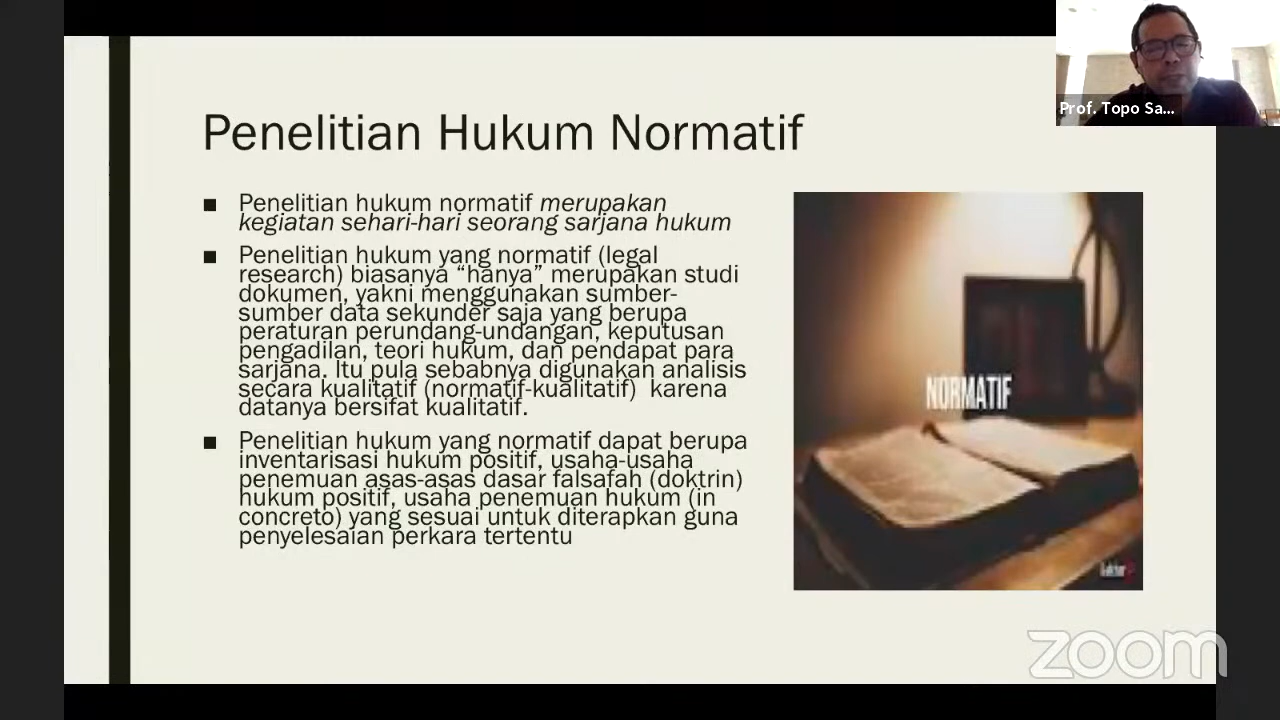 Prof. Topo Sa...
Penelitian Hukum Normatif
■ Penelitian hukum normatif merupakan
kegiatan sehari-hari seorang sarjana hukum
■ Penelitian hukum yang normatif (legal
research) biasanya “hanya” merupakan studi
dokumen, yakni menggunakan sumber-
sumber data sekunder saja yang berupa
peraturan perundang-undangan, keputusan
pengadilan, teori hukum, dan pendapat para
sarjana. Itu pula sebabnya digunakan analisis
secara kualitatif (normatif-kualitatif)  karena
datanya bersifat kualitatif.
■ Penelitian hukum yang normatif dapat berupa
inventarisasi hukum positif, usaha-usaha
penemuan asas-asas dasar falsafah (doktrin)
hukum positif, usaha penemuan hukum (in
concreto) yang sesuai untuk diterapkan guna
penyelesaian perkara tertentu
NORMATIF
zoom